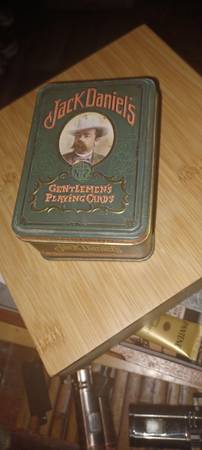 Jack Daniel's
No 7
GENTLEMEN'S
PLAYING CARDS